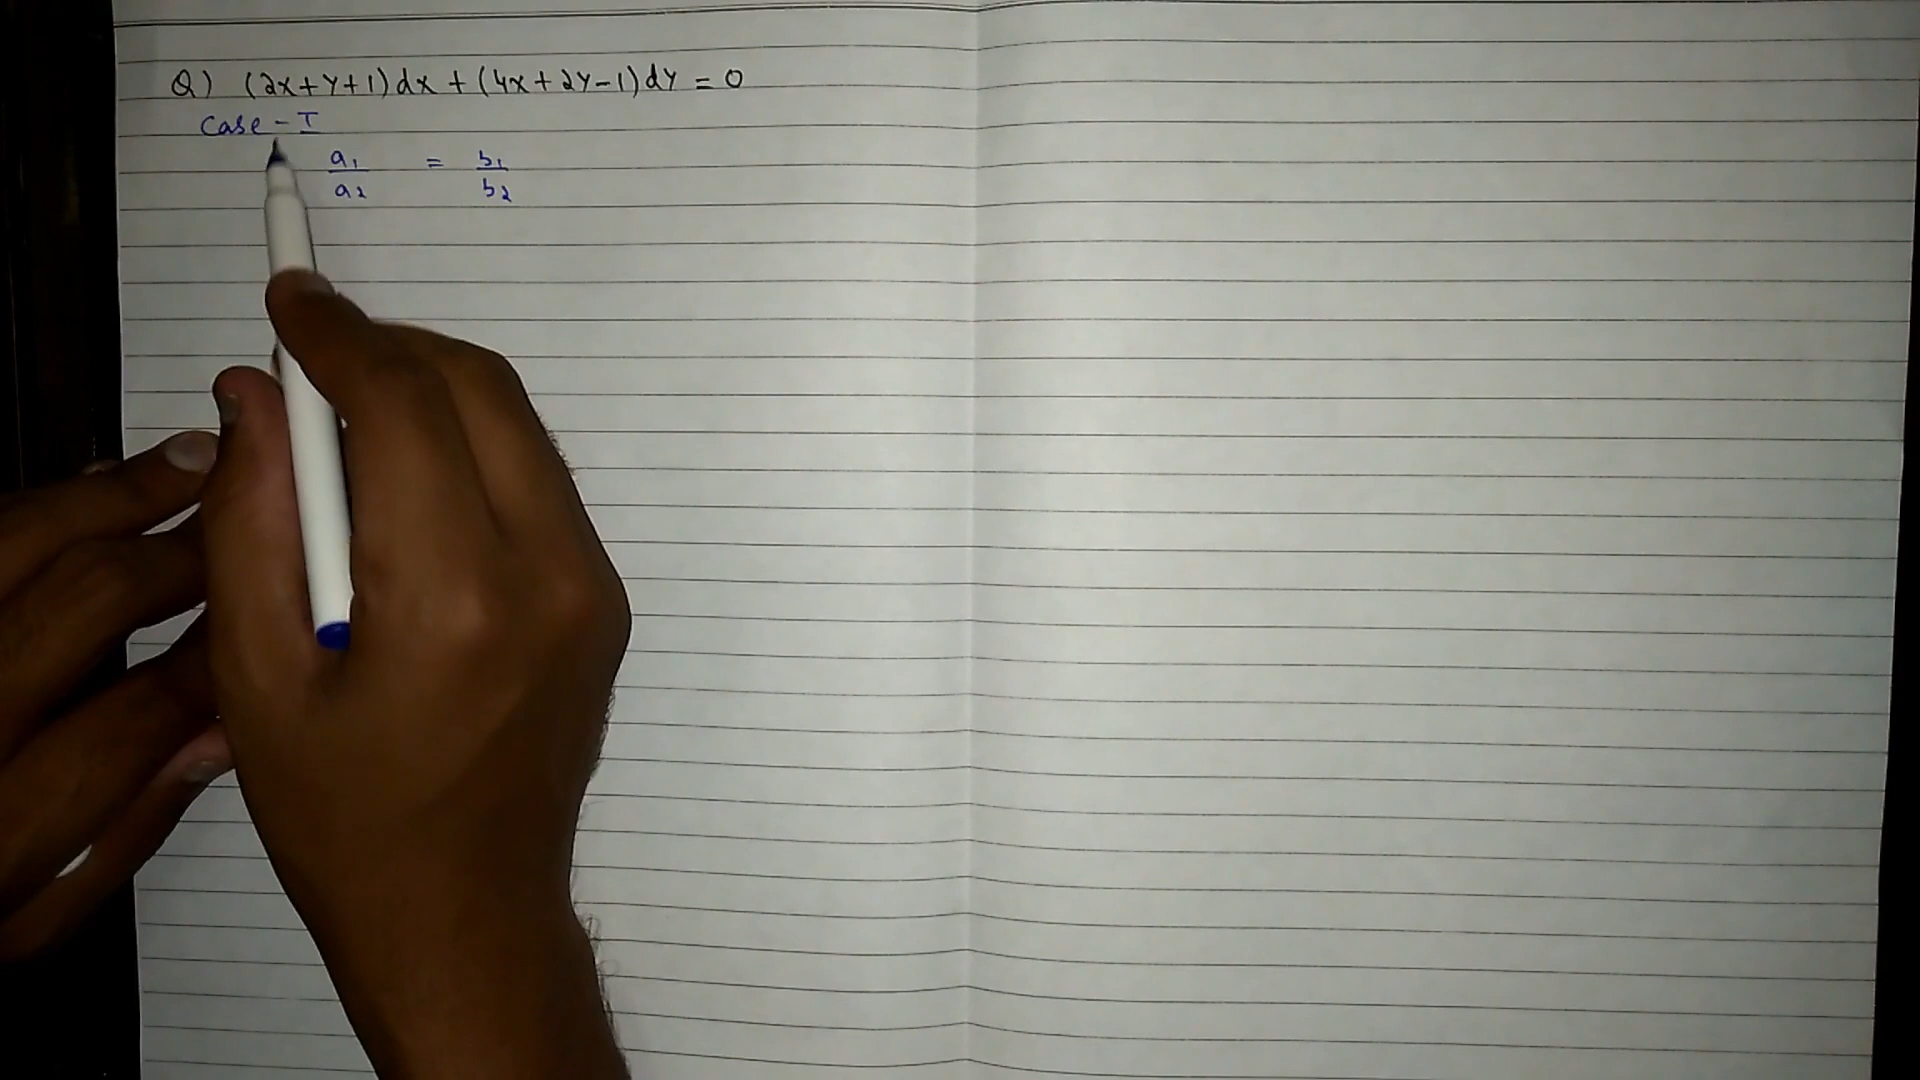 Q) (2x+y+1)dx + (4x+2y-1)dy = 0
Case - I
a₁/a₂ = b₁/b₂